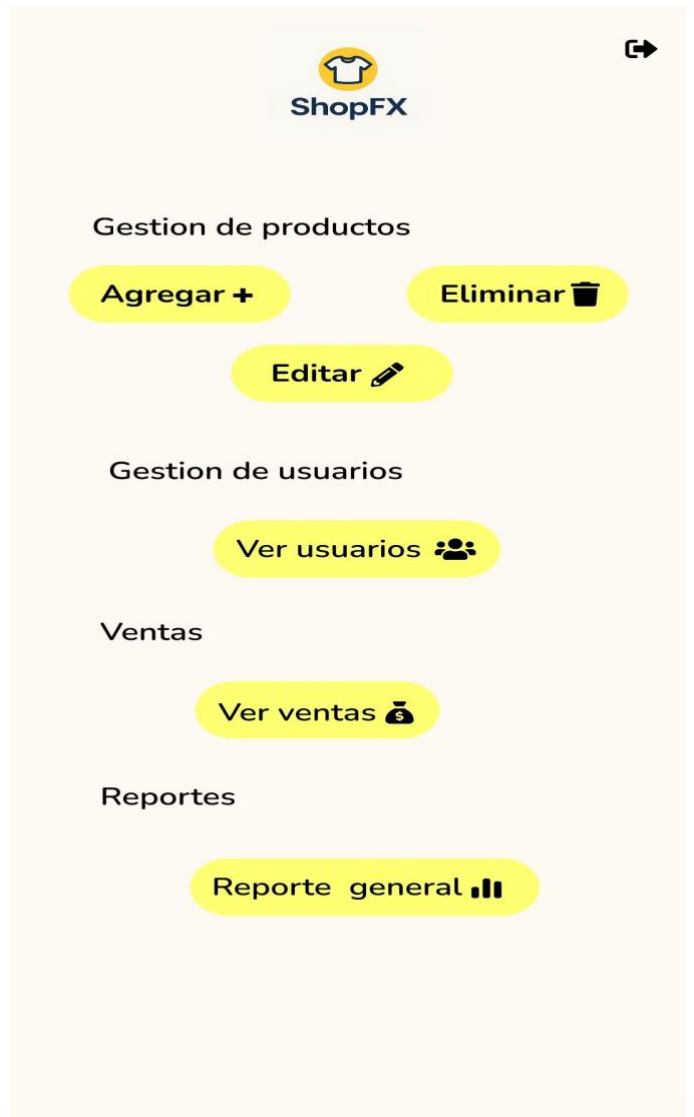 ShopFX
Gestion de productos
Agregar +
Eliminar
Editar
Gestion de usuarios
Ver usuarios
Ventas
Ver ventas
Reportes
Reporte general